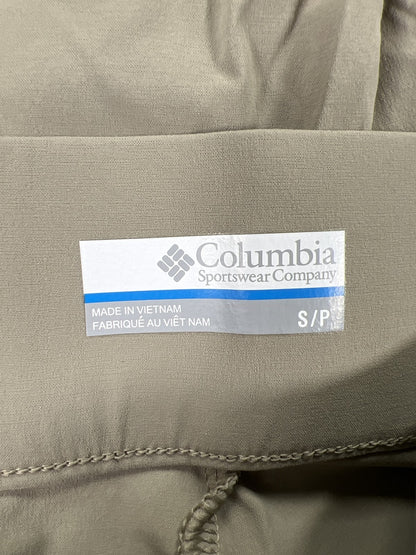 Columbia
Sportswear Company
MADE IN VIETNAM
FABRIQUÉ AU VIÊT NAM
S/P